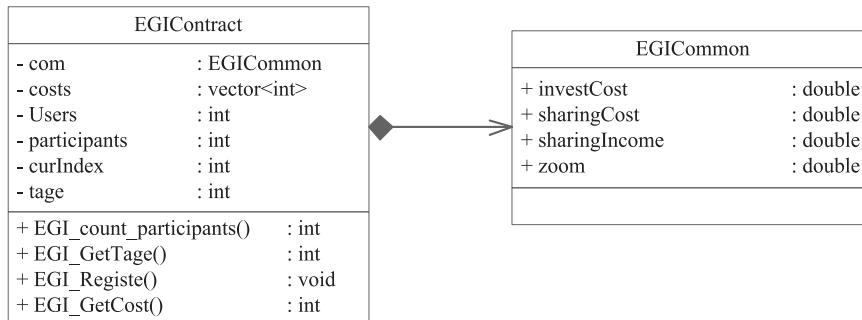 EGIContract
- com : EGICommon
- costs : vector<int>
- Users : int
- participants : int
- curIndex : int
- tage : int
+ EGI_count_participants() : int
+ EGI_GetTage() : int
+ EGI_Registe() : void
+ EGI_GetCost() : int
EGICommon
+ investCost : double
+ sharingCost : double
+ sharingIncome : double
+ zoom : double